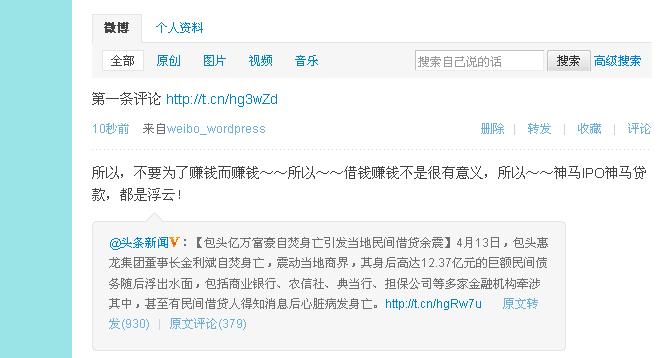 微博 个人资料
全部 原创 图片 视频 音乐 搜索自己说的话 搜索 高级搜索
第一条评论 http://t.cn/hg3wZd
10秒前 来自weibo_wordpress 删除 | 转发 | 收藏 | 评论
所以，不要为了赚钱而赚钱～～所以～～借钱赚钱不是很有意义，所以～～神马IPO神马贷
款，都是浮云！
@头条新闻V：【包头亿万富豪自焚身亡引发当地民间借贷余震】4月13日，包头惠
龙集团董事长金利斌自焚身亡，震动当地商界，其身后高达12.37亿元的巨额民间债
务随后浮出水面，包括商业银行、农信社、典当行、担保公司等多家金融机构牵涉
其中，甚至有民间借贷人得知消息后心脏病发身亡。http://t.cn/hgRw7u 原文转
发(930) | 原文评论(379)